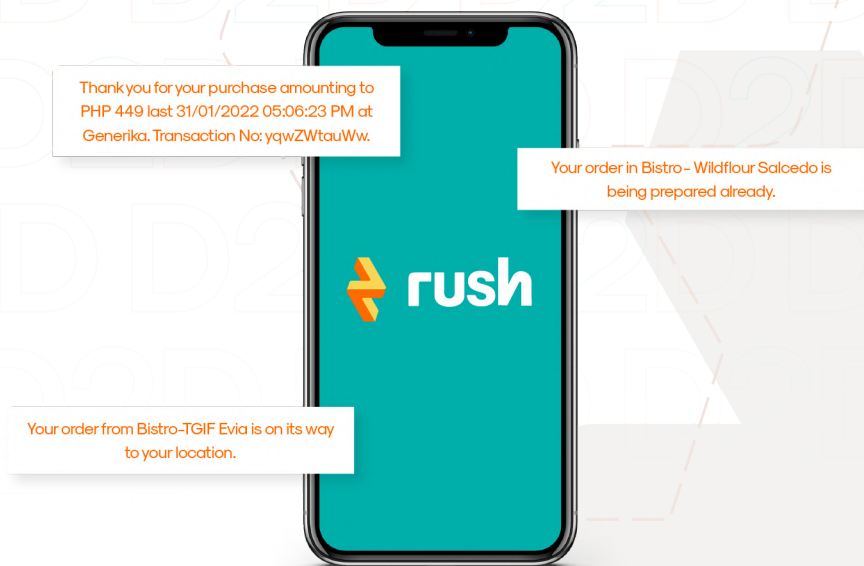 Thank you for your purchase amounting to
PHP 449 last 31/01/2022 05:06:23 PM at
Generika. Transaction No: yqwZWtauWw.
Your order in Bistro - Wildflour Salcedo is
being prepared already.
rush
Your order from Bistro-TGIF Evia is on its way
to your location.